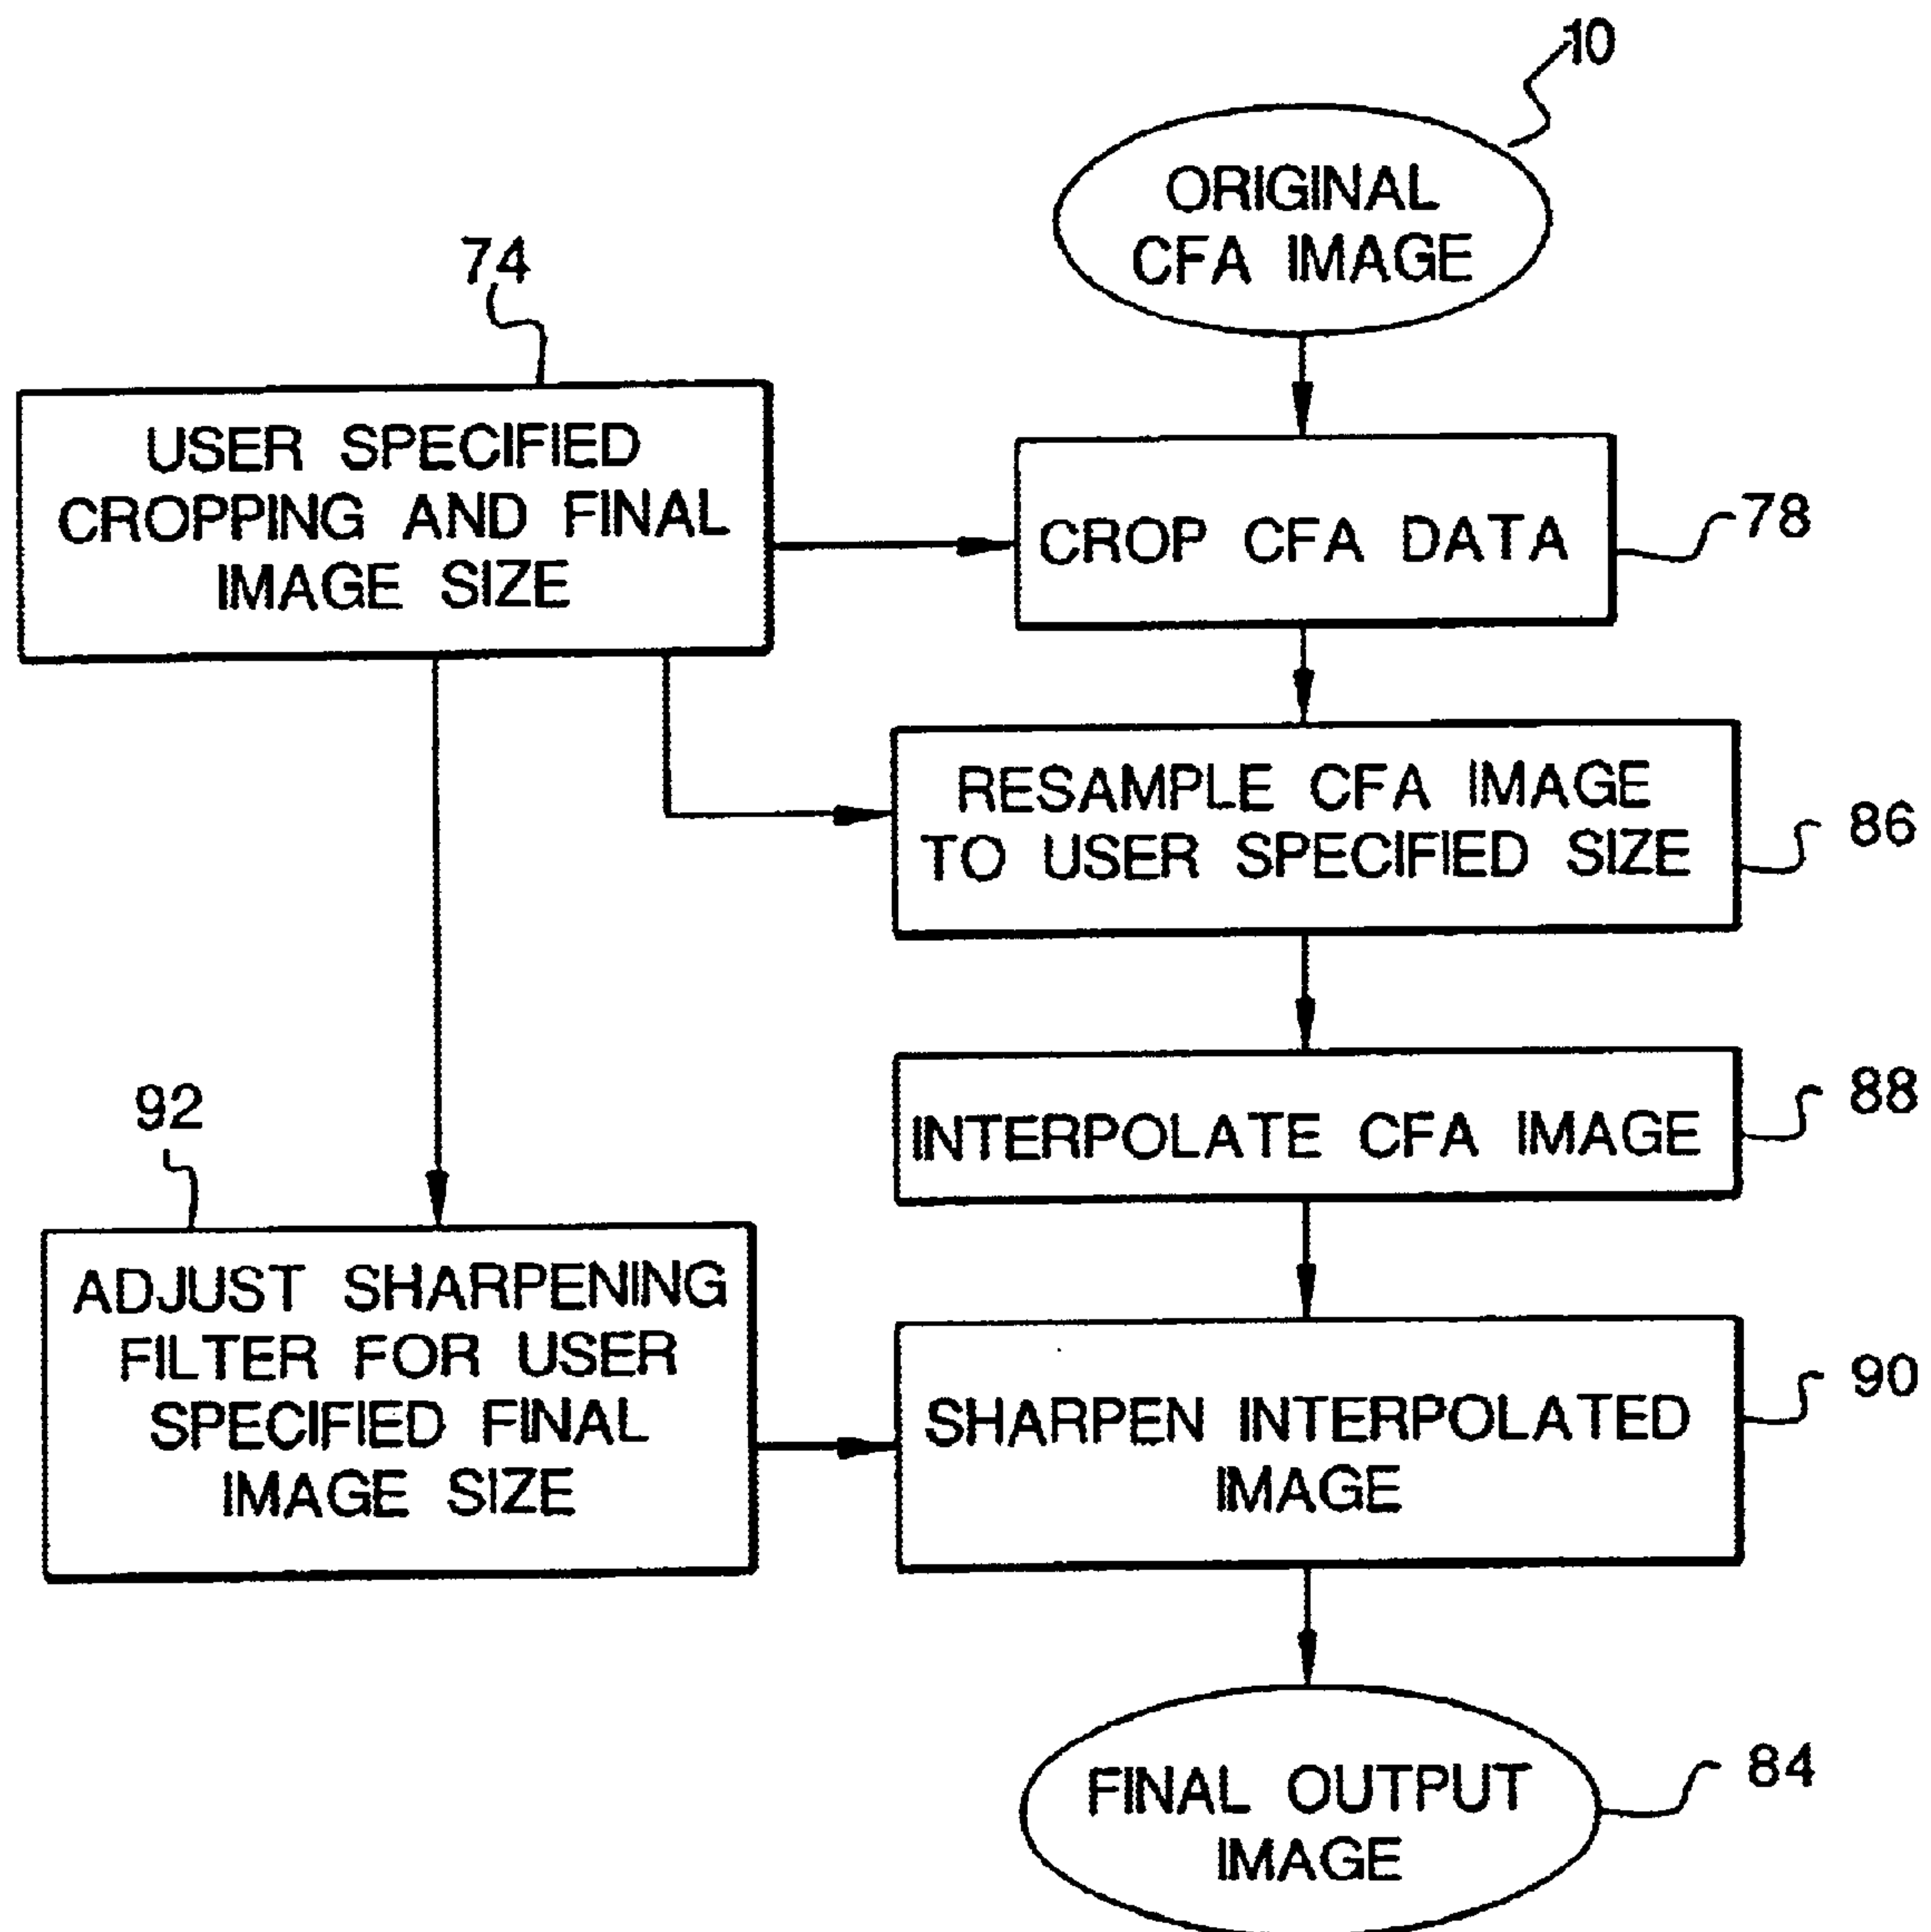 10
ORIGINAL
CFA IMAGE
74
USER SPECIFIED
CROPPING AND FINAL
IMAGE SIZE
CROP CFA DATA
78
RESAMPLE CFA IMAGE
TO USER SPECIFIED SIZE
86
INTERPOLATE CFA IMAGE
88
92
ADJUST SHARPENING
FILTER FOR USER
SPECIFIED FINAL
IMAGE SIZE
SHARPEN INTERPOLATED
IMAGE
90
FINAL OUTPUT
IMAGE
84